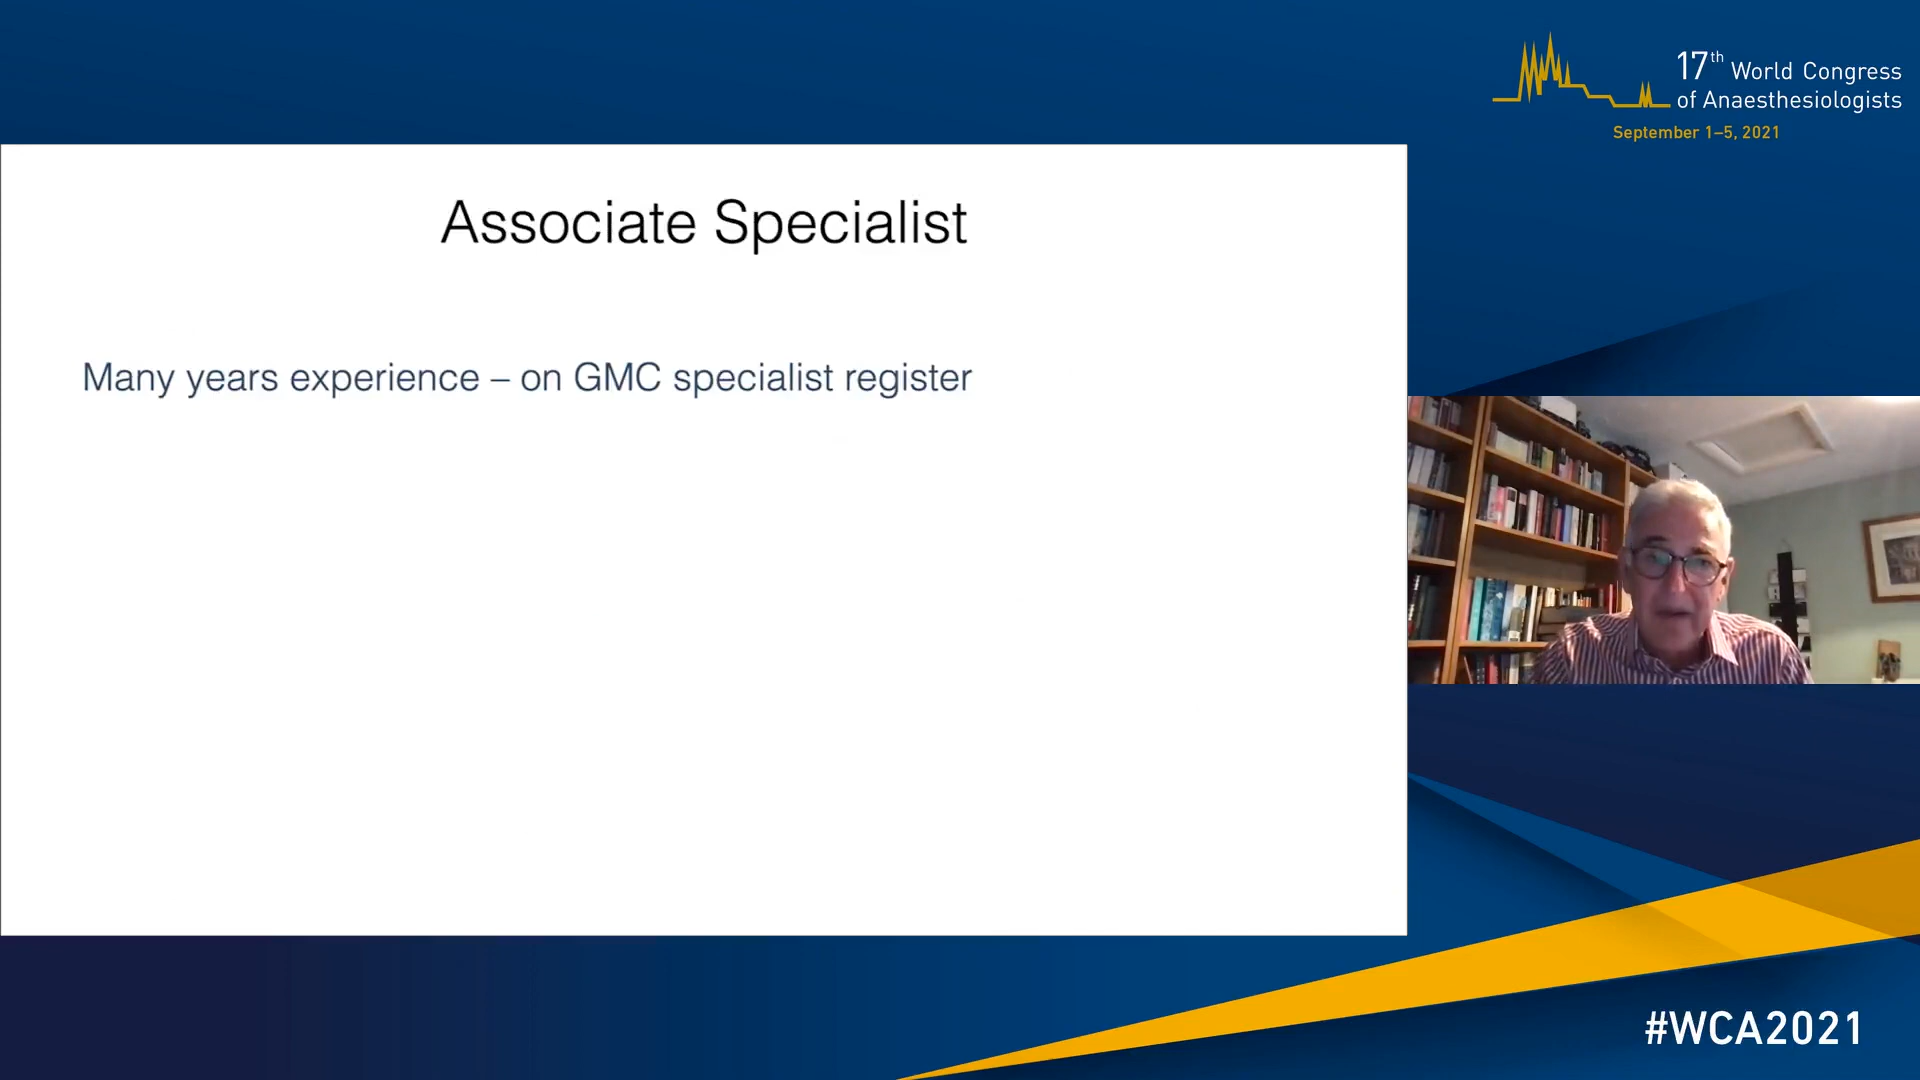 17th World Congress
of Anaesthesiologists
September 1–5, 2021
Associate Specialist
Many years experience – on GMC specialist register
#WCA2021